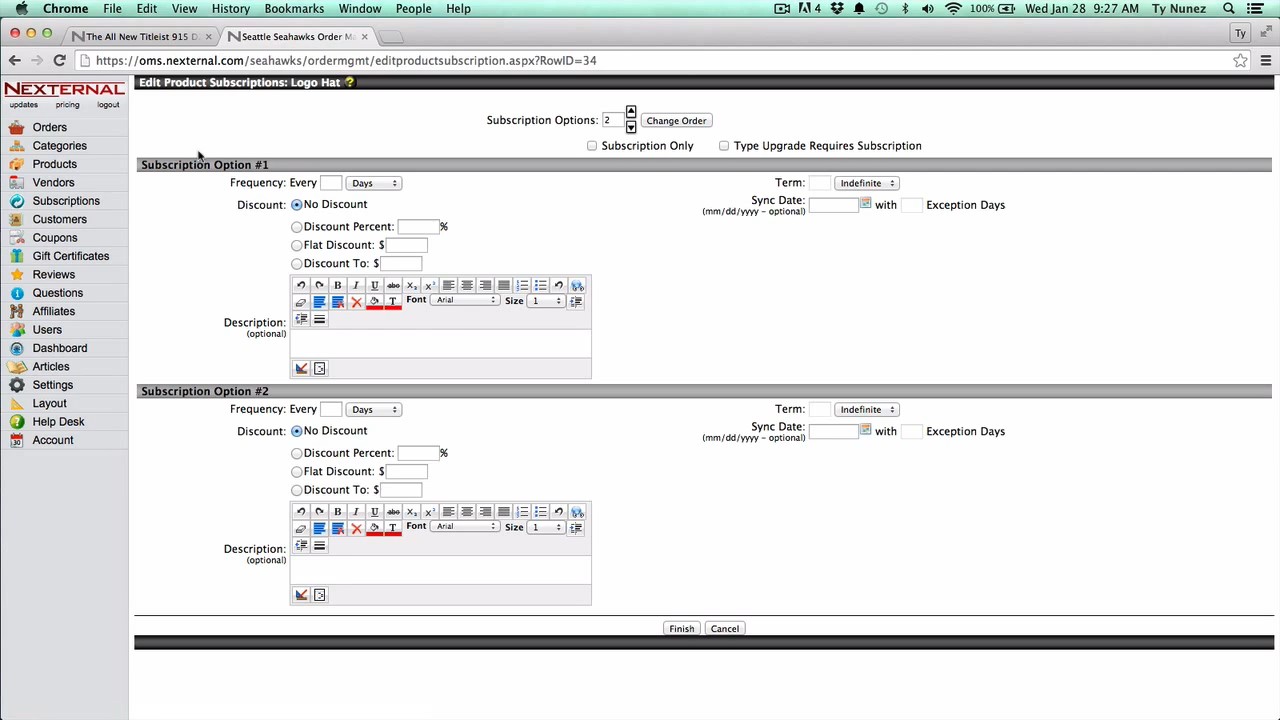 Chrome File Edit View History Bookmarks Window People Help 4 100% Wed Jan 28 9:27 AM Ty Nunez
The All New Titleist 915 D. × Seattle Seahawks Order Ma × Ty
https://oms.nexternal.com/seahawks/ordermgmt/editproductsubscription.aspx?RowID=34
NEXTERNAL
updates pricing logout
Orders
Categories
Products
Vendors
Subscriptions
Customers
Coupons
Gift Certificates
Reviews
Questions
Affiliates
Users
Dashboard
Articles
Settings
Layout
Help Desk
Account
Edit Product Subscriptions: Logo Hat ?
Subscription Options: 2 Change Order
Subscription Only Type Upgrade Requires Subscription
Subscription Option #1
Frequency: Every Days Term: Indefinite
Discount: No Discount Sync Date: with Exception Days
(mm/dd/yyyy – optional)
Discount Percent: %
Flat Discount: $
Discount To: $
B I U abc X₂ X²
T Font Arial Size 1
Description:
(optional)
Subscription Option #2
Frequency: Every Days Term: Indefinite
Discount: No Discount Sync Date: with Exception Days
(mm/dd/yyyy – optional)
Discount Percent: %
Flat Discount: $
Discount To: $
B I U abc X₂ X²
T Font Arial Size 1
Description:
(optional)
Finish Cancel